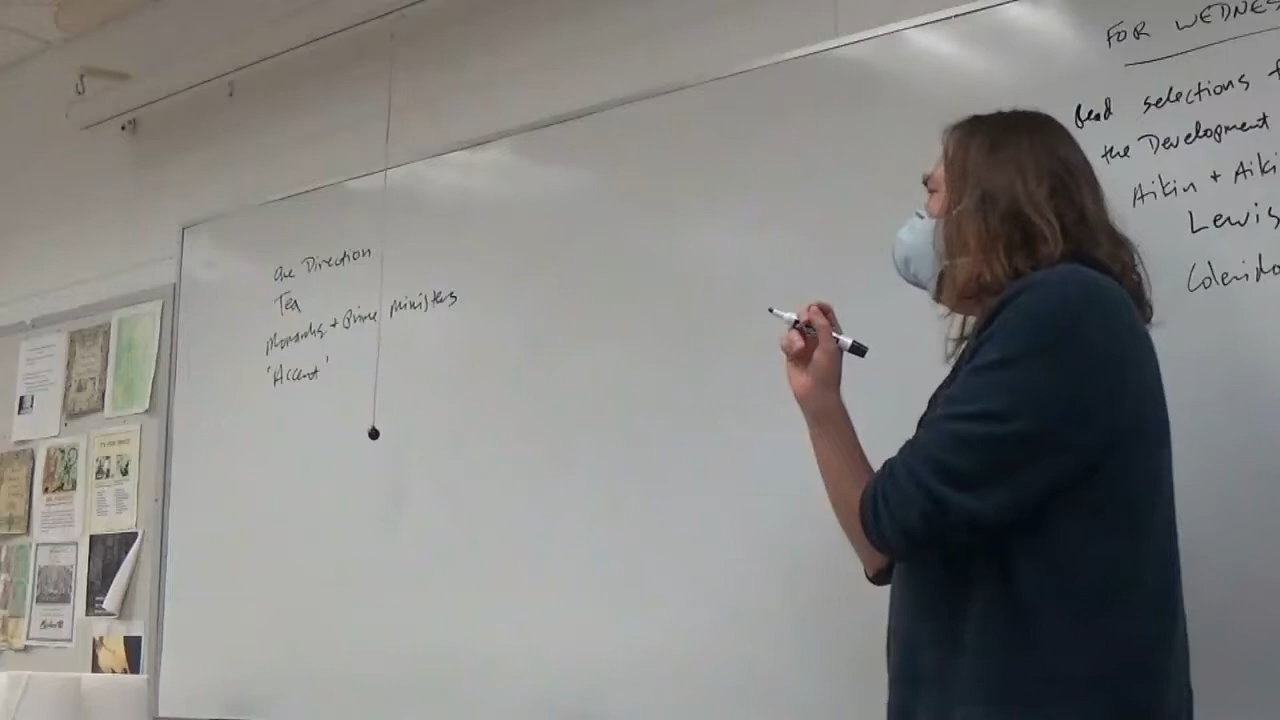 One Direction
Tea
Monarchs + Prime Ministers
'Accent'
FOR WEDNES
Read selections f
the Development
Aikin + Aiki
Lewis
Colerid